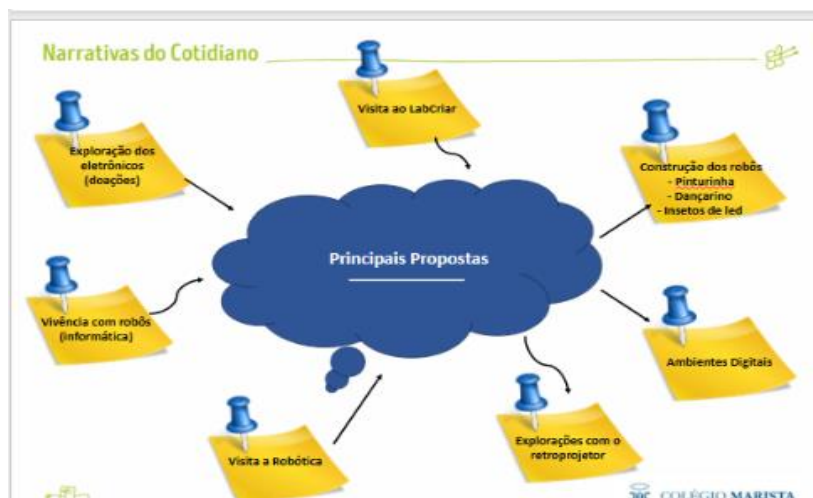 Narrativas do Cotidiano
Visita ao LabCriar
Exploração dos
eletrônicos
(doações)
Construção dos robôs
- Pinturinha
- Dançarino
- Insetos de led
Principais Propostas
Vivência com robôs
(informática)
Ambientes Digitais
Visita a Robótica
Explorações com o
retroprojetor
COLÉGIO MARISTA